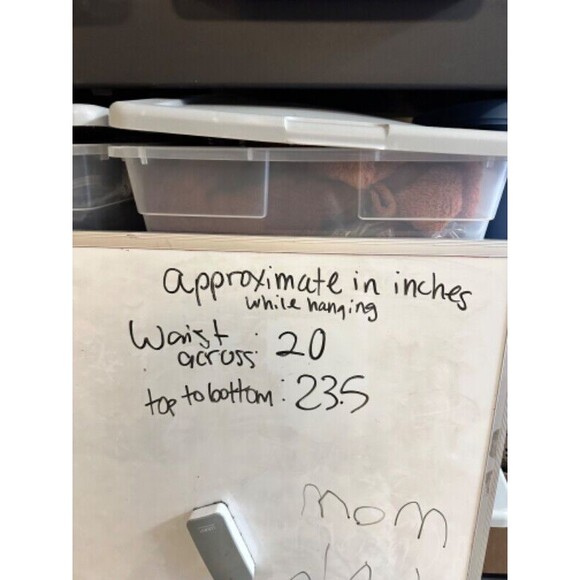 approximate in inches
while hanging
Waist
across: 20
top to bottom: 23.5
mom